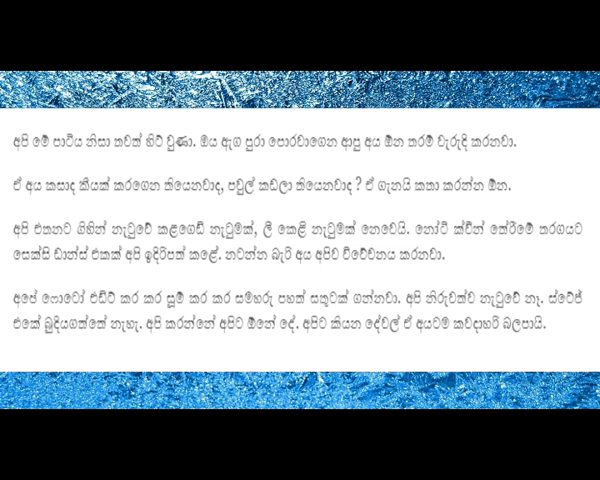 අපි මේ පාටිය නිසා තවත් හිට් වුණා. ඔය ඇග පුරා පොරවාගෙන ආපු අය ඕන තරම් වැරුදි කරනවා.
ඒ අය කසාද කීයක් කරගෙන තියෙනවාද, පවුල් කඩලා තියෙනවාද ? ඒ ගැනයි කතා කරන්න ඕන.
අපි එතනට ගිහින් නැටුවේ කළගෙඩි නැටුමක්, ලී කෙළි නැටුමක් නෙවෙයි. නෝටි ක්වීන් තේරීමේ තරගයට
සෙක්සි ඩාන්ස් එකක් අපි ඉදිරිපත් කළේ. නටන්න බැරි අය අපිව විවේචනය කරනවා.
අපේ ෆොටෝ එඩිට් කර කර සූම් කර කර සමහරු පහත් සතුටක් ගන්නවා. අපි නිරුවත්ව නැටුවේ නෑ. ස්ටේජ්
එකේ බුදියගත්තේ නැහැ. අපි කරන්නේ අපිට ඕනේ දේ. අපිට කියන දේවල් ඒ අයටම කවදාහරි බලපායි.